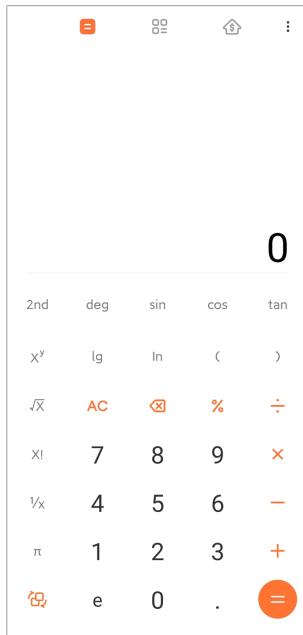 0
2nd deg sin cos tan
xʸ lg ln ( )
√x AC % ÷
x! 7 8 9 ×
¹/x 4 5 6 −
π 1 2 3 +
e 0 . =